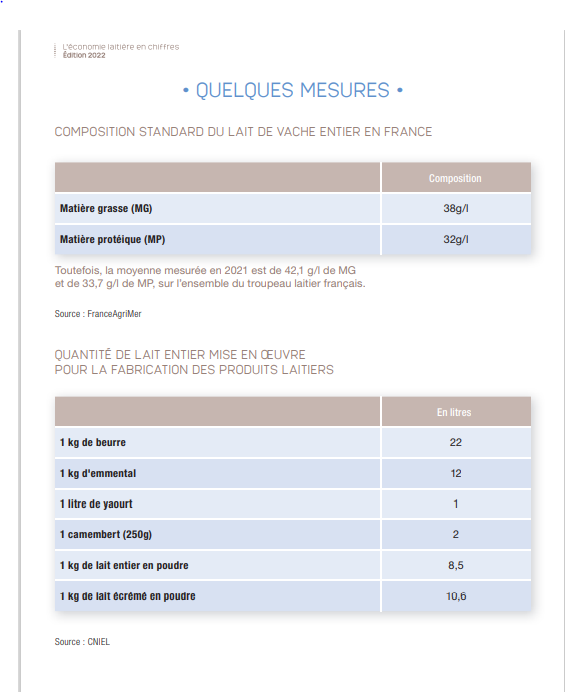 L'économie laitière en chiffres
Édition 2022
• QUELQUES MESURES •
COMPOSITION STANDARD DU LAIT DE VACHE ENTIER EN FRANCE
Composition
Matière grasse (MG) 38g/l
Matière protéique (MP) 32g/l
Toutefois, la moyenne mesurée en 2021 est de 42,1 g/l de MG
et de 33,7 g/l de MP, sur l'ensemble du troupeau laitier français.
Source : FranceAgriMer
QUANTITÉ DE LAIT ENTIER MISE EN ŒUVRE
POUR LA FABRICATION DES PRODUITS LAITIERS
En litres
1 kg de beurre 22
1 kg d'emmental 12
1 litre de yaourt 1
1 camembert (250g) 2
1 kg de lait entier en poudre 8,5
1 kg de lait écrémé en poudre 10,6
Source : CNIEL